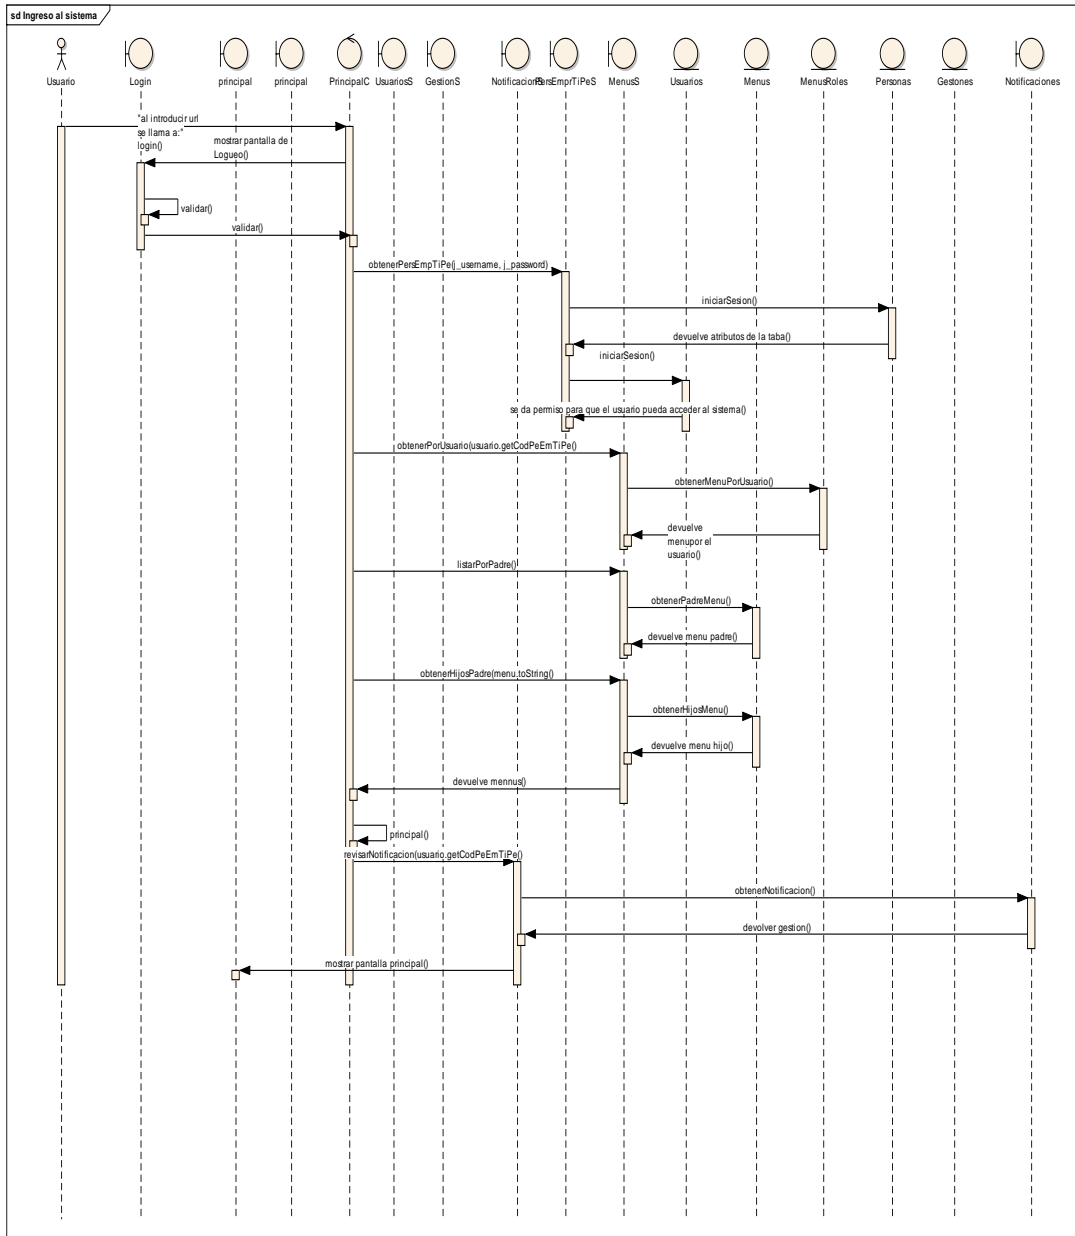 sd Ingreso al sistema
Usuario
Login
principal
principal
PrincipalC
UsuariosS
GestionS
PersEmprTiPeS
MenusS
Usuarios
Menus
MenusRoles
Personas
Gestones
Notificaciones
"al introducir url
se llama a:"
login()
mostrar pantalla de
Logueo()
validar()
validar()
obtenerPersEmpTiPe(j_username, j_password)
iniciarSesion()
devuelve atributos de la taba()
iniciarSesion()
se da permiso para que el usuario pueda acceder al sistema()
obtenerPorUsuario(usuario.getCodPeEmTiPe()
obtenerMenuPorUsuario()
devuelve
menupor el
usuario()
listarPorPadre()
obtenerPadreMenu()
devuelve menu padre()
obtenerHijosPadre(menu.toString()
obtenerHijosMenu()
devuelve menu hijo()
devuelve mennus()
principal()
revisarNotificacion(usuario.getCodPeEmTiPe()
obtenerNotificacion()
devolver gestion()
mostrar pantalla principal()